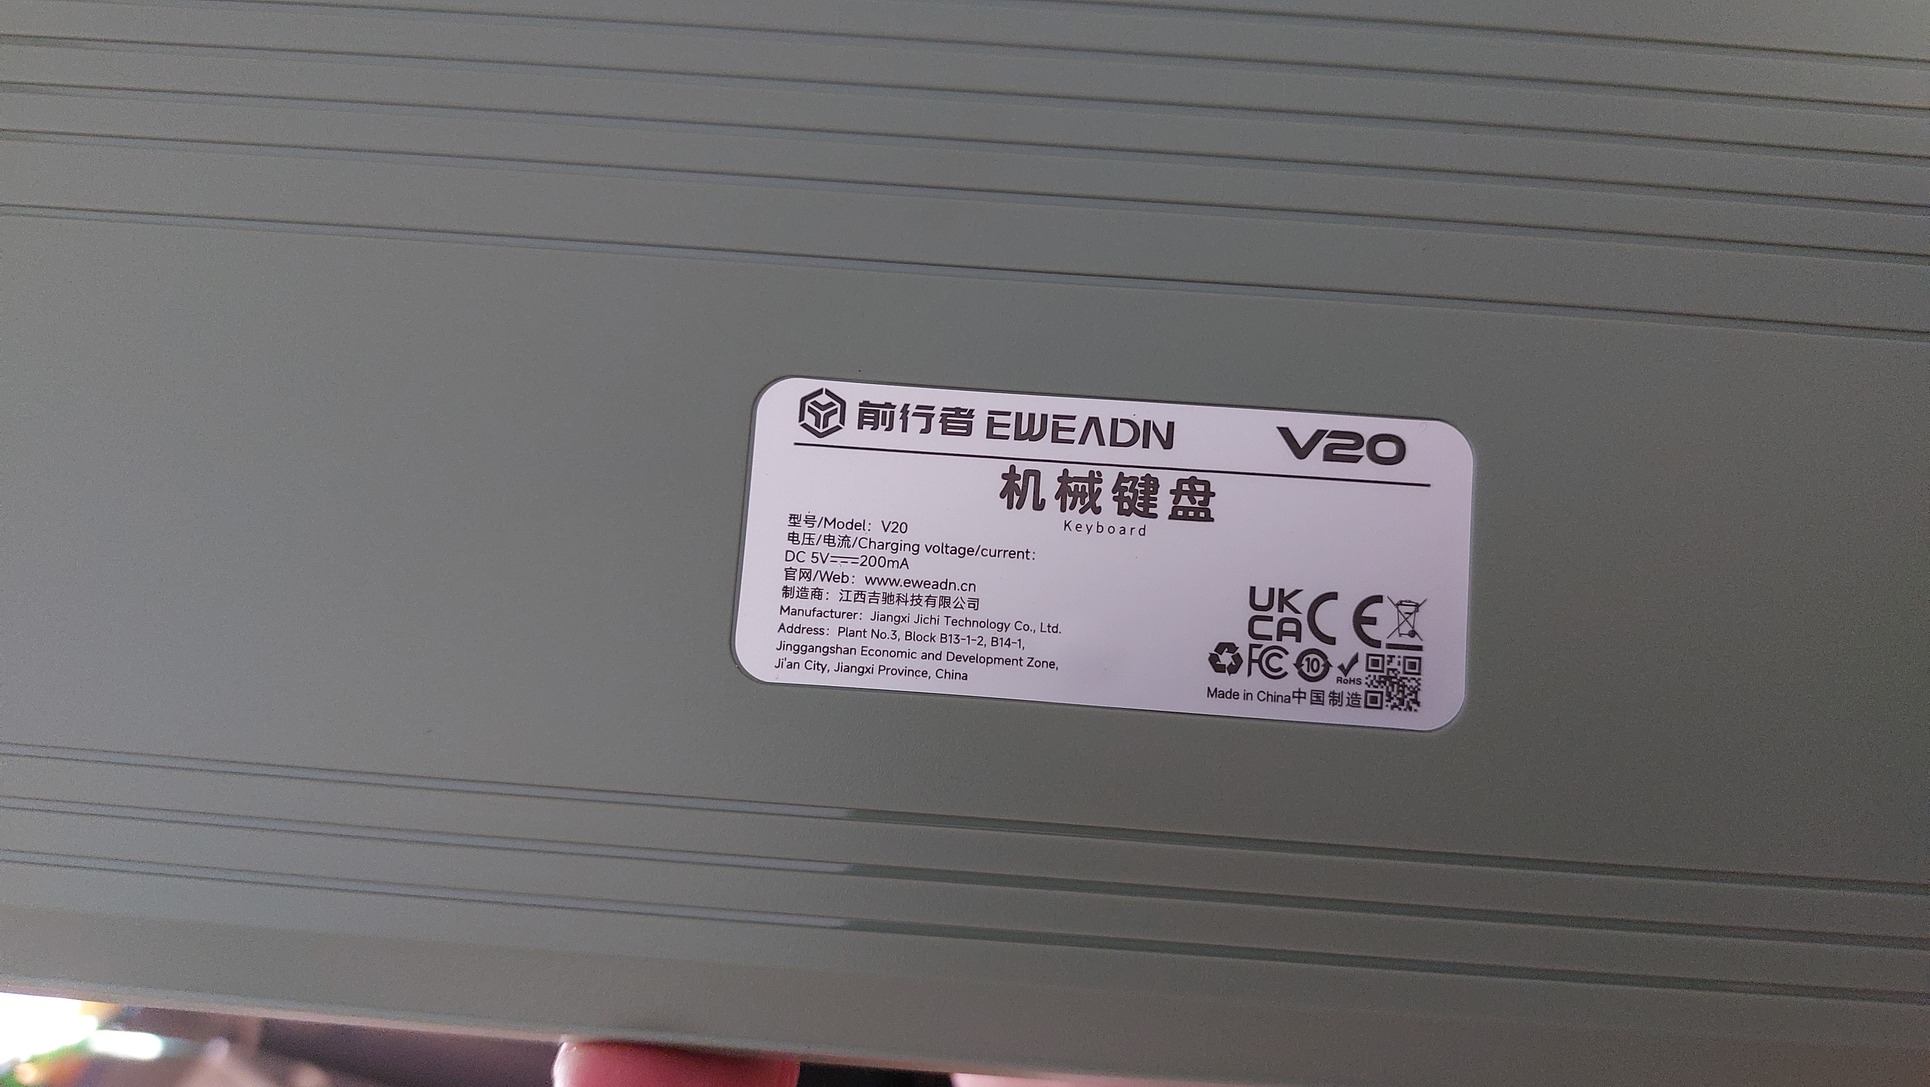 前行者 EWEADN V20
机械键盘
Keyboard
型号/Model: V20
电压/电流/Charging voltage/current:
DC 5V⎓200mA
官网/Web: www.eweadn.cn
制造商: 江西吉驰科技有限公司
Manufacturer: Jiangxi Jichi Technology Co., Ltd.
Address: Plant No.3, Block B13-1-2, B14-1,
Jinggangshan Economic and Development Zone,
Ji'an City, Jiangxi Province, China
UK
CA CE
FC 10 RoHS
Made in China中国制造